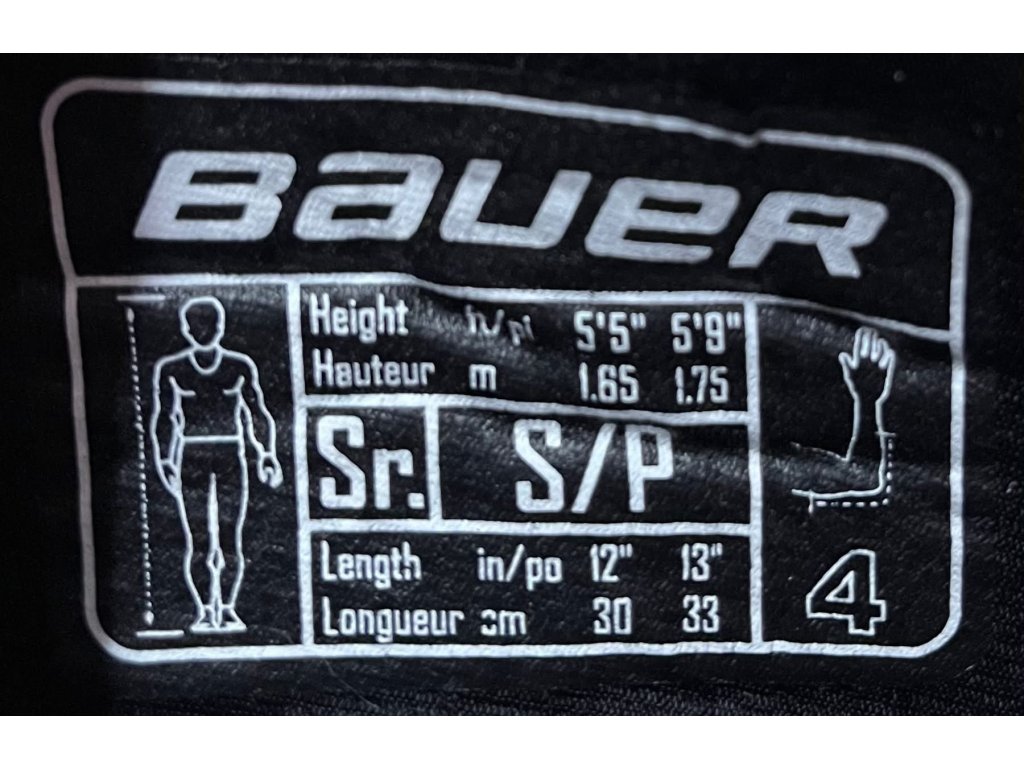 BAUER
Height h/pi 5'5" 5'9"
Hauteur m 1.65 1.75
Sr. S/P
Length in/po 12" 13"
Longueur cm 30 33
4